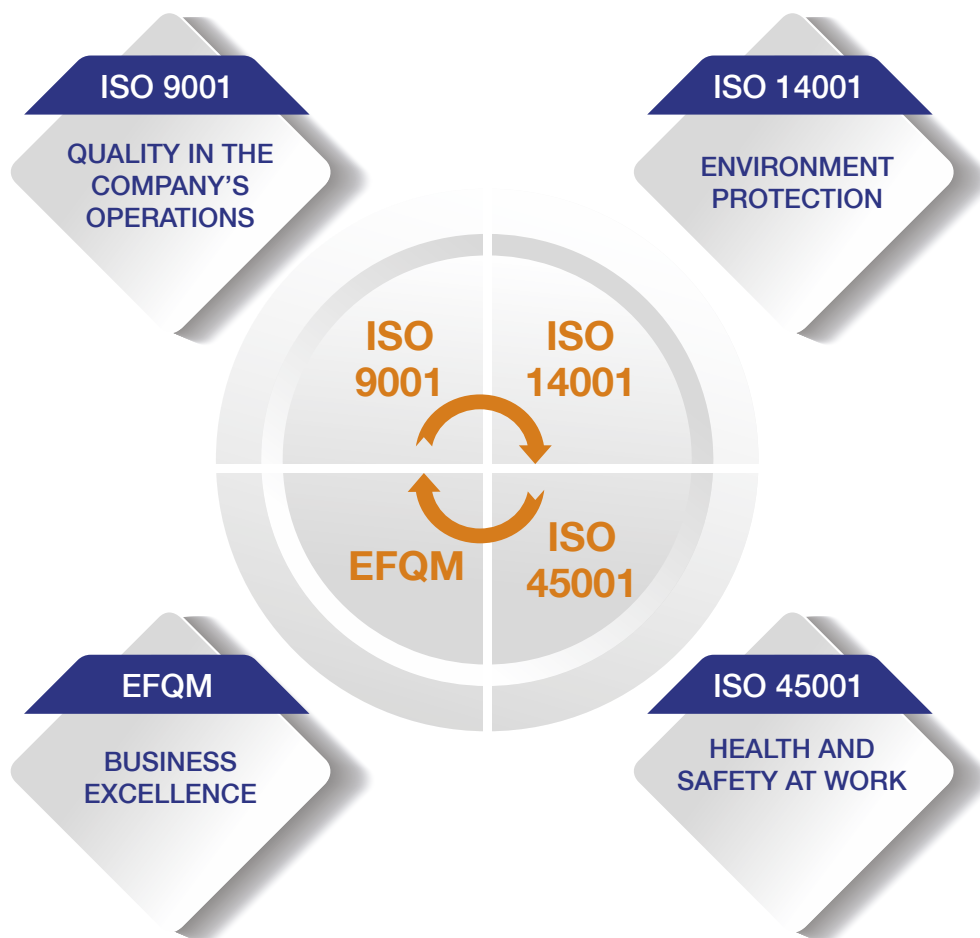 ISO 9001
QUALITY IN THE
COMPANY’S
OPERATIONS
ISO 14001
ENVIRONMENT
PROTECTION
ISO
9001
ISO
14001
EFQM
ISO
45001
EFQM
BUSINESS
EXCELLENCE
ISO 45001
HEALTH AND
SAFETY AT WORK